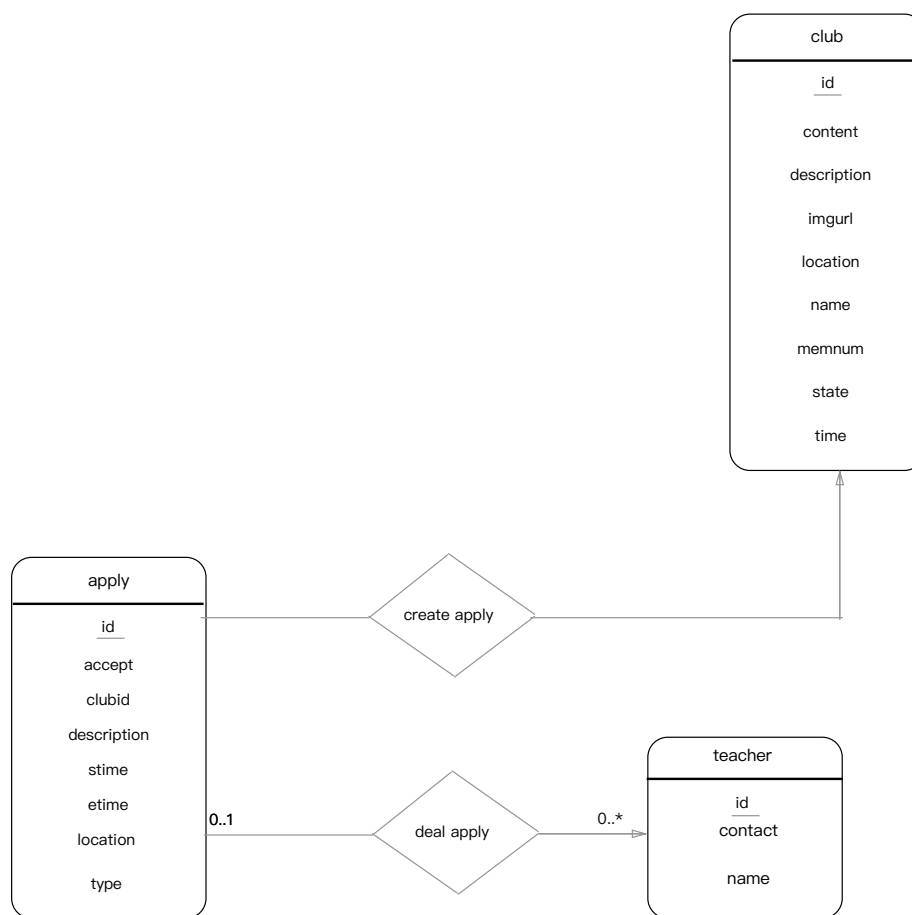 club
id
content
description
imgurl
location
name
memnum
state
time
apply
id
accept
clubid
description
stime
etime
location
type
create apply
0..1
deal apply
0..*
teacher
id
contact
name